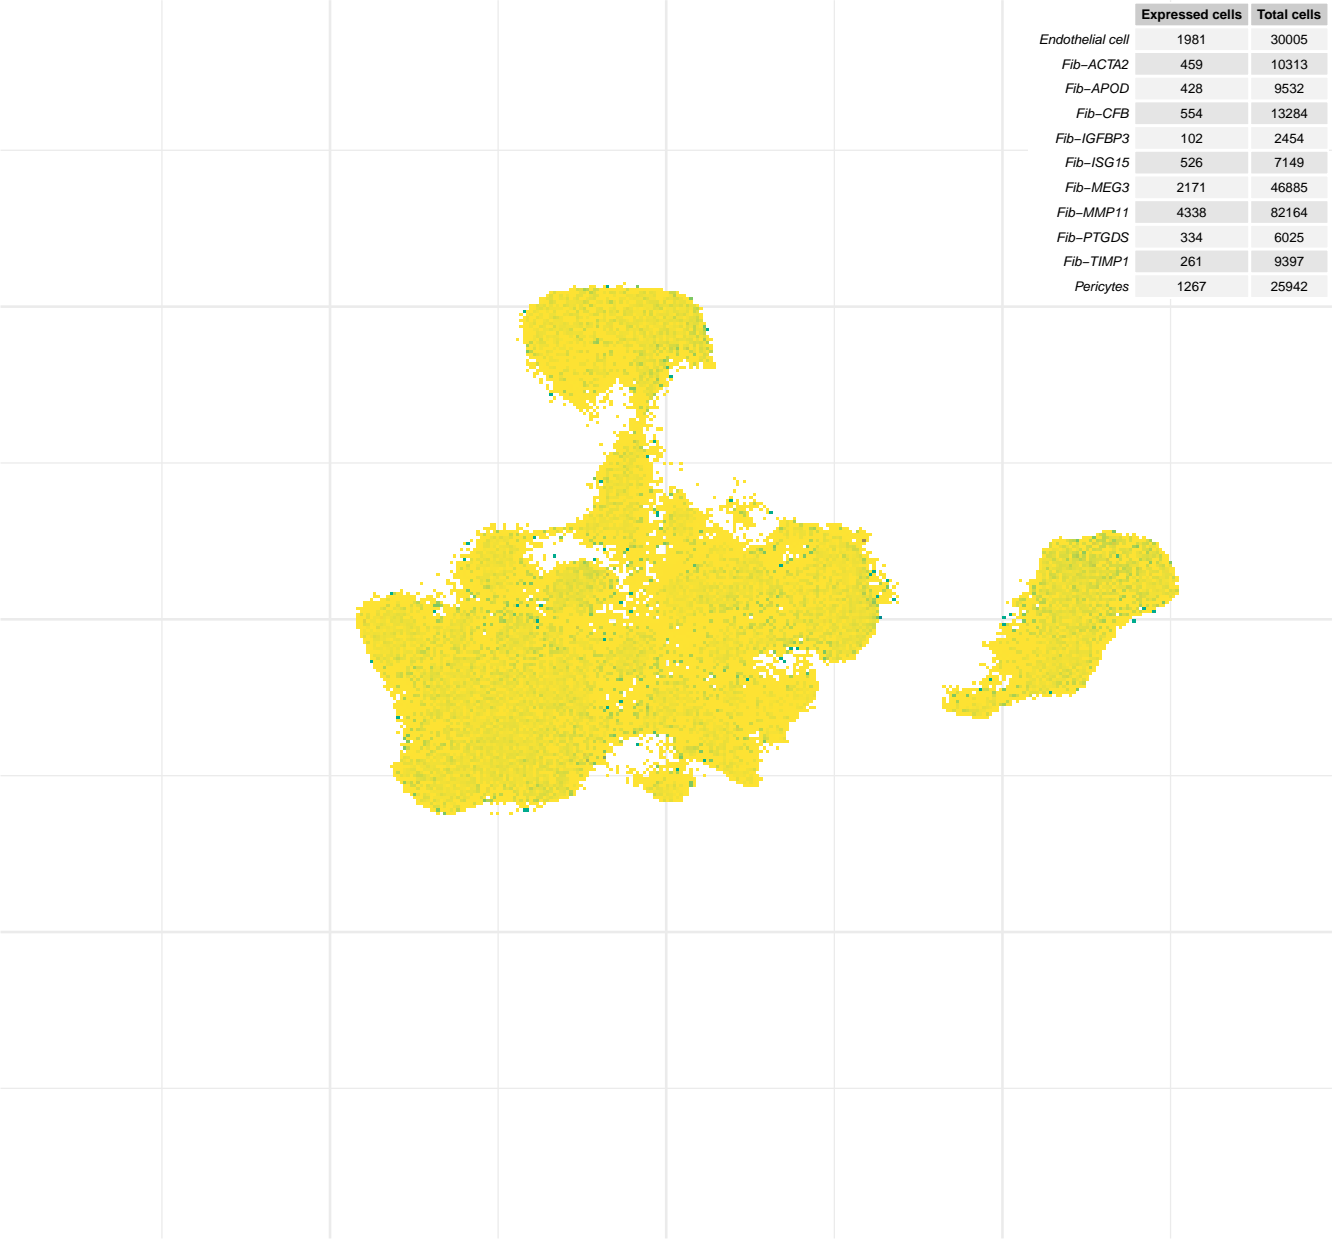 Expressed cells Total cells
Endothelial cell 1981 30005
Fib−ACTA2 459 10313
Fib−APOD 428 9532
Fib−CFB 554 13284
Fib−IGFBP3 102 2454
Fib−ISG15 526 7149
Fib−MEG3 2171 46885
Fib−MMP11 4338 82164
Fib−PTGDS 334 6025
Fib−TIMP1 261 9397
Pericytes 1267 25942